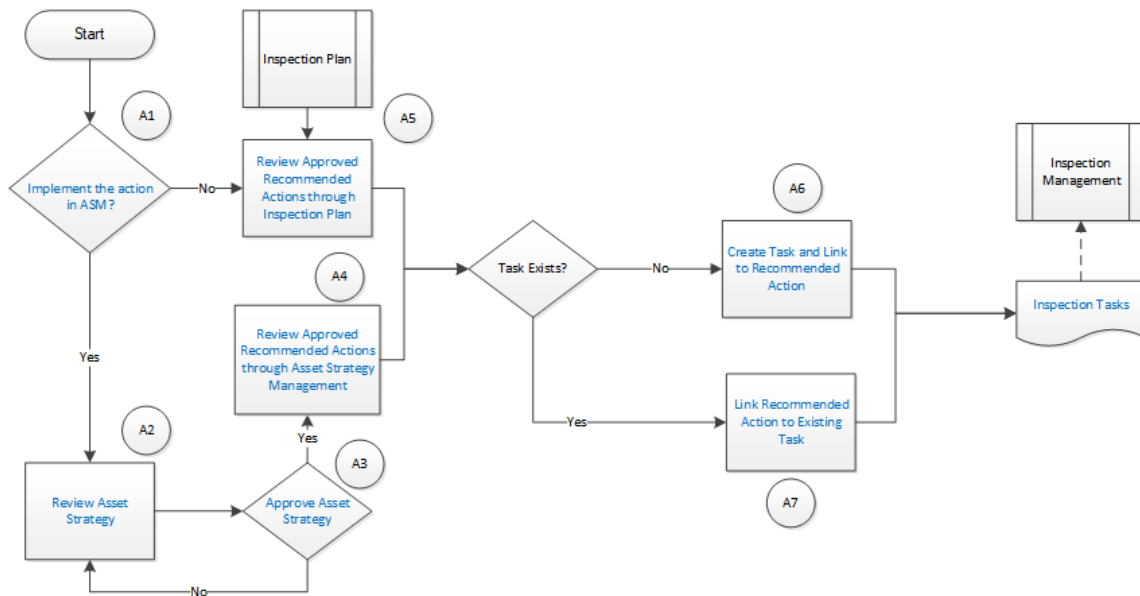 Start
Inspection Plan
A1
A5
Implement the action
in ASM?
No
Review Approved
Recommended
Actions through
Inspection Plan
Inspection
Management
A6
A4
Task Exists?
No
Create Task and Link
to Recommended
Action
Inspection Tasks
Review Approved
Recommended Actions
through Asset Strategy
Management
Yes
Yes
Link Recommended
Action to Existing
Task
A2
Yes
A3
A7
Review Asset
Strategy
Approve Asset
Strategy
No